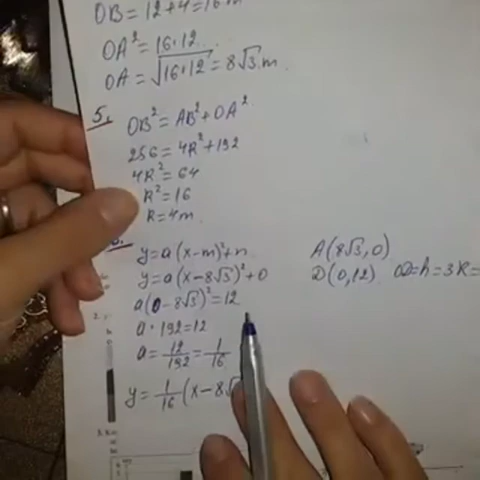 OB = 12 + 4 = 16 m
OA² = 16·12
OA = √16·12 = 8√3 m.
5.
OB² = AB² + OA²
256 = 4R² + 192
4R² = 64
R² = 16
R = 4 m.
y = a(x-m)² + n
y = a(x-8√3)² + 0
a(0-8√3)² = 12
a · 192 = 12
a = 12/192 = 1/16
y = 1/16 (x-8√
A(8√3,0)
D(0,12) OD = h = 3R =